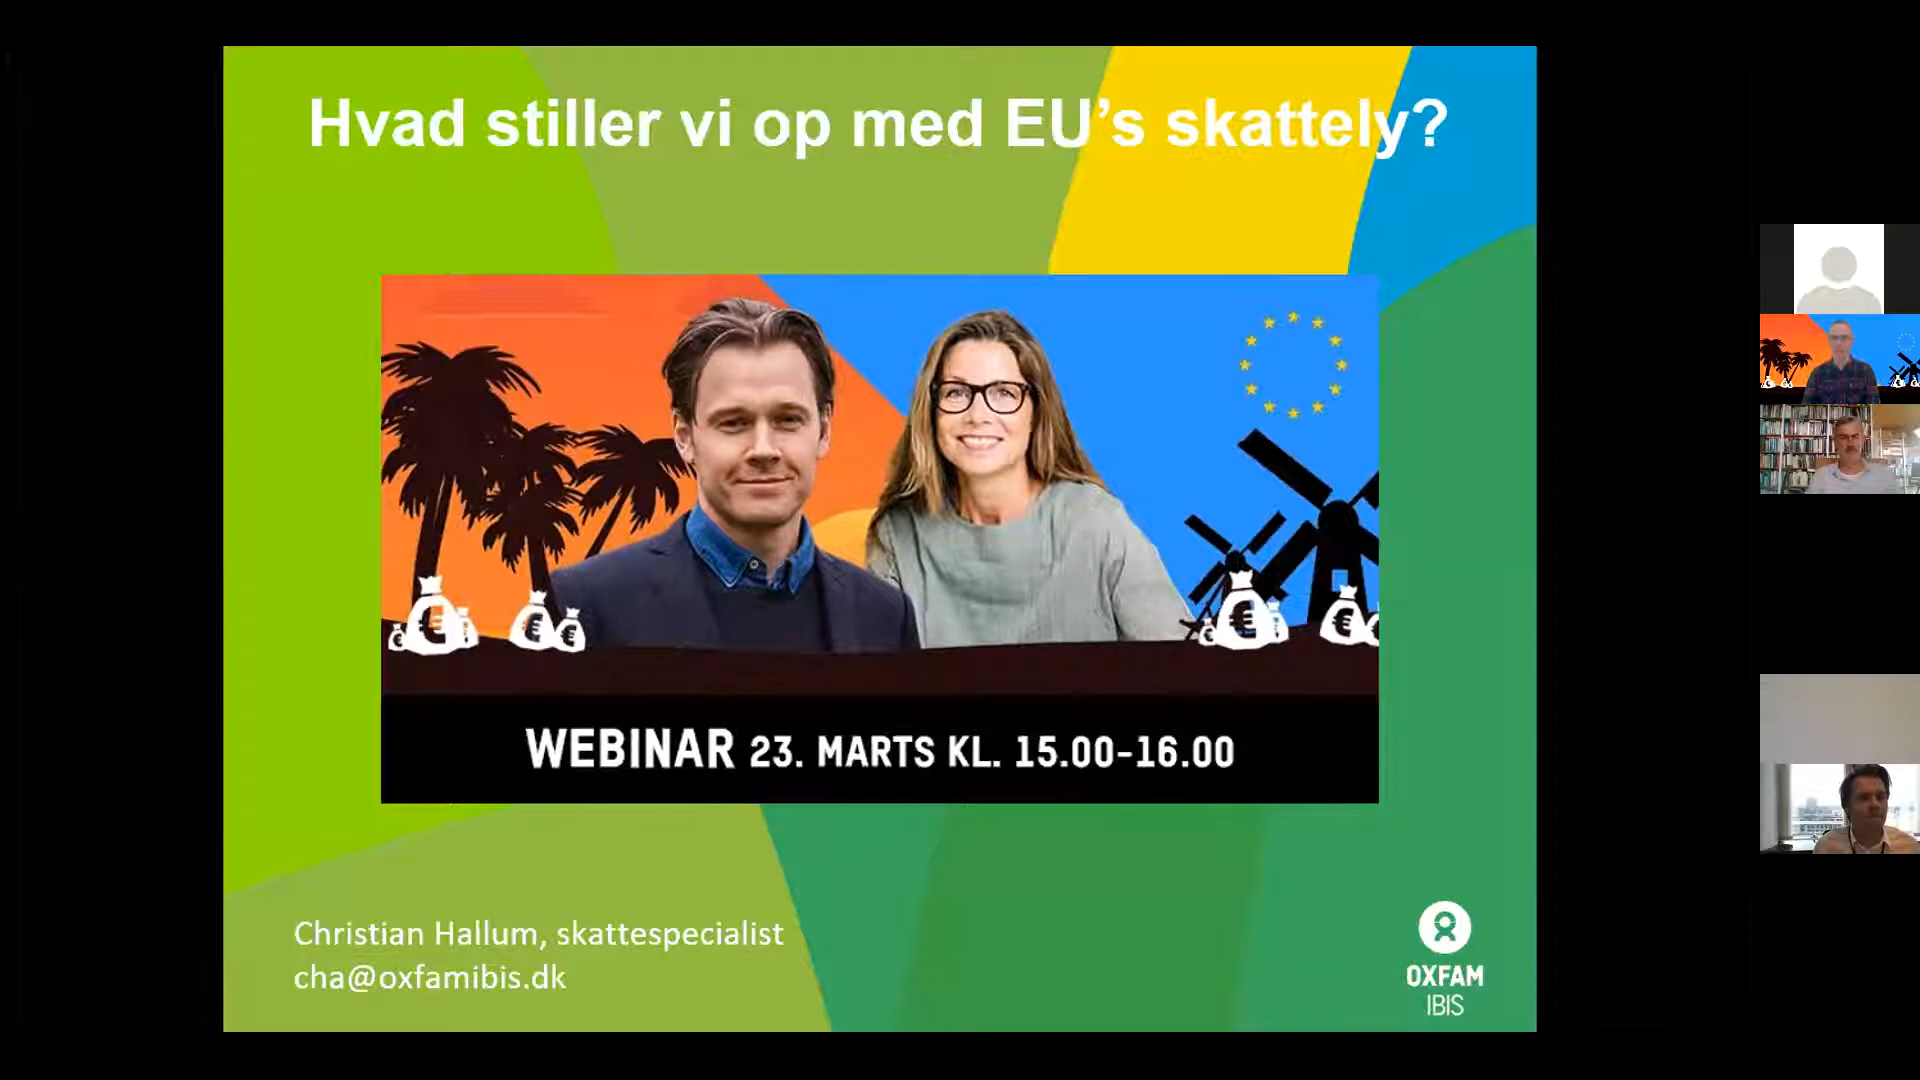 Hvad stiller vi op med EU's skattely?
WEBINAR 23. MARTS KL. 15.00-16.00
Christian Hallum, skattespecialist
cha@oxfamibis.dk
OXFAM
IBIS